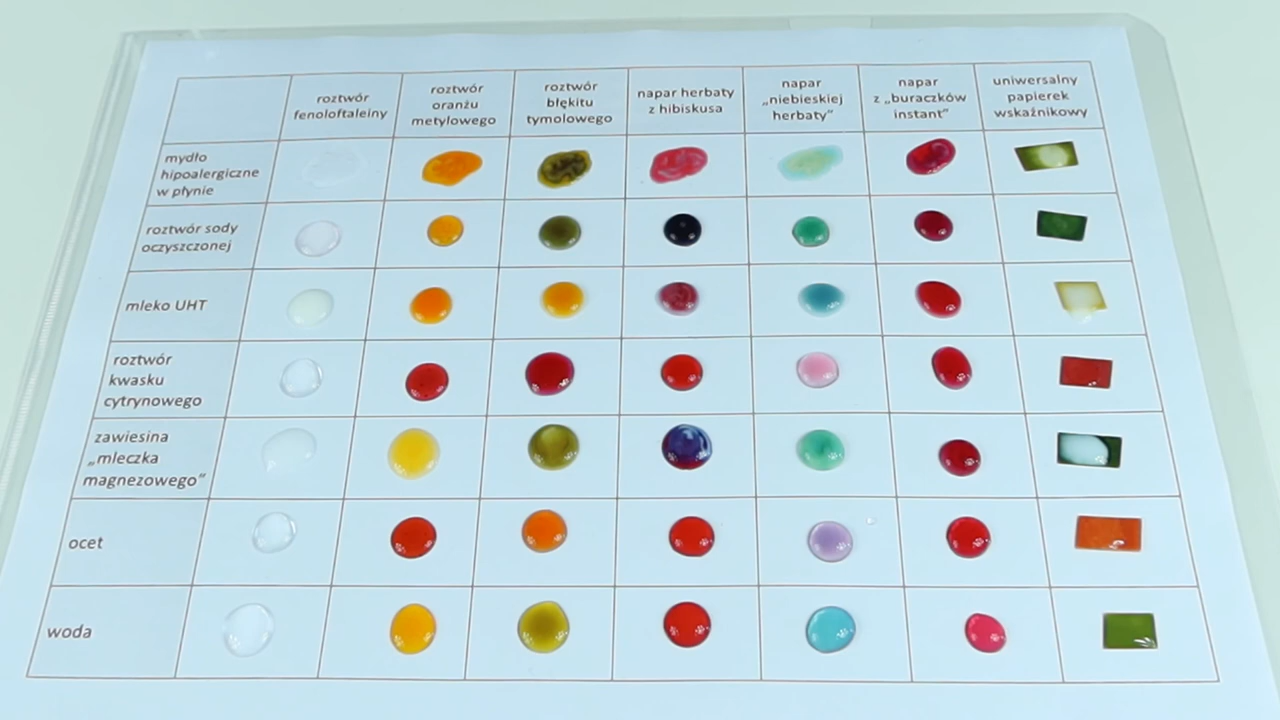 roztwór
fenoloftaleiny
roztwór
oranżu
metylowego
roztwór
błękitu
tymolowego
napar herbaty
z hibiskusa
napar
„niebieskiej
herbaty”
napar
z „buraczków
instant”
uniwersalny
papierek
wskaźnikowy
mydło
hipoalergiczne
w płynie
roztwór sody
oczyszczonej
mleko UHT
roztwór
kwasku
cytrynowego
zawiesina
„mleczka
magnezowego”
ocet
woda